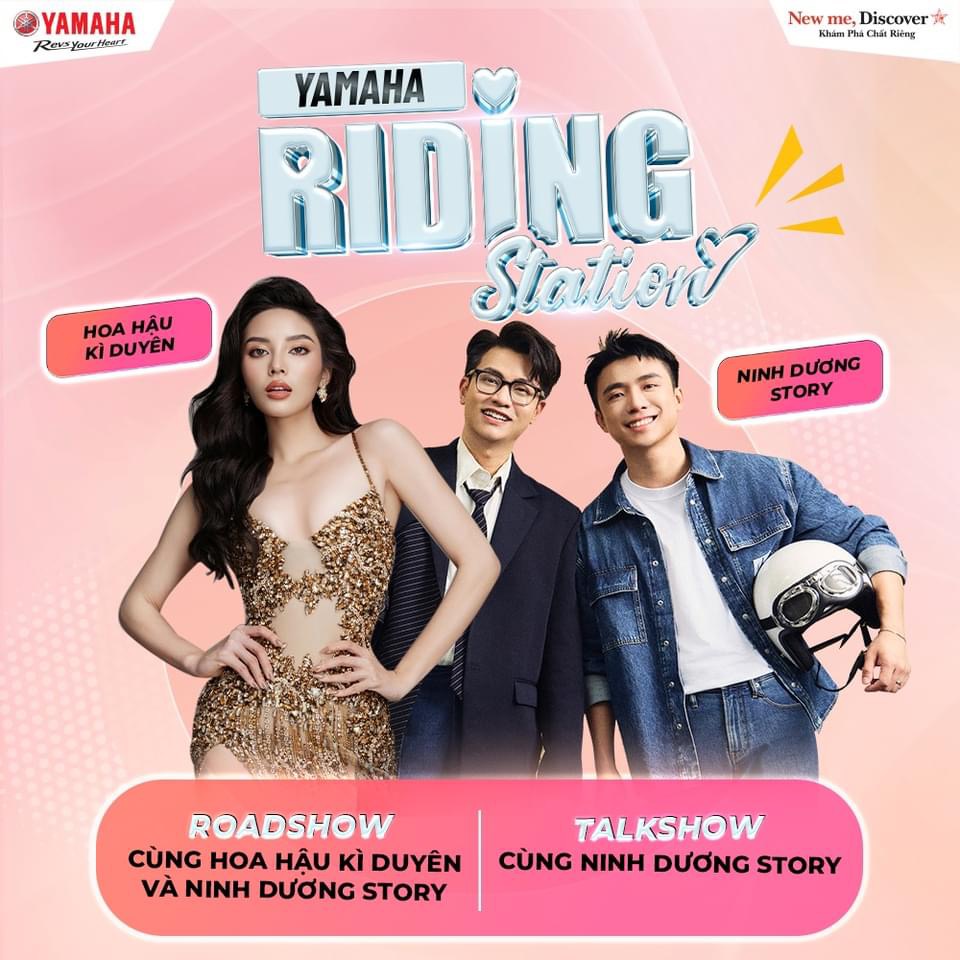 YAMAHA
Revs Your Heart
New me, Discover
Khám Phá Chất Riêng
YAMAHA
RIDING
Station
HOA HẬU
KÌ DUYÊN
NINH DƯƠNG
STORY
ROADSHOW
CÙNG HOA HẬU KÌ DUYÊN
VÀ NINH DƯƠNG STORY
TALKSHOW
CÙNG NINH DƯƠNG STORY